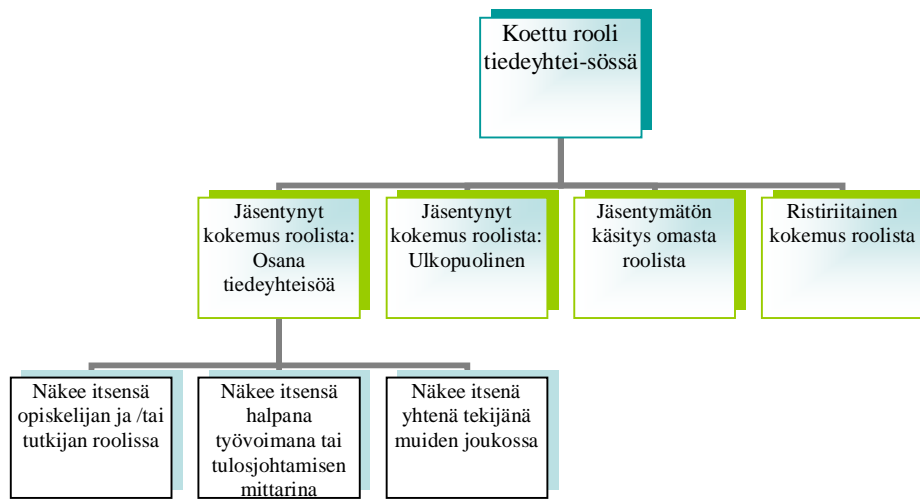 Koettu rooli
tiedeyhtei-sössä
Jäsentynyt
kokemus roolista:
Osana
tiedeyhteisöä
Jäsentynyt
kokemus roolista:
Ulkopuolinen
Jäsentymätön
käsitys omasta
roolista
Ristiriitainen
kokemus roolista
Näkee itsensä
opiskelijan ja /tai
tutkijan roolissa
Näkee itsensä
halpana
työvoimana tai
tulosjohtamisen
mittarina
Näkee itsenä
yhtenä tekijänä
muiden joukossa